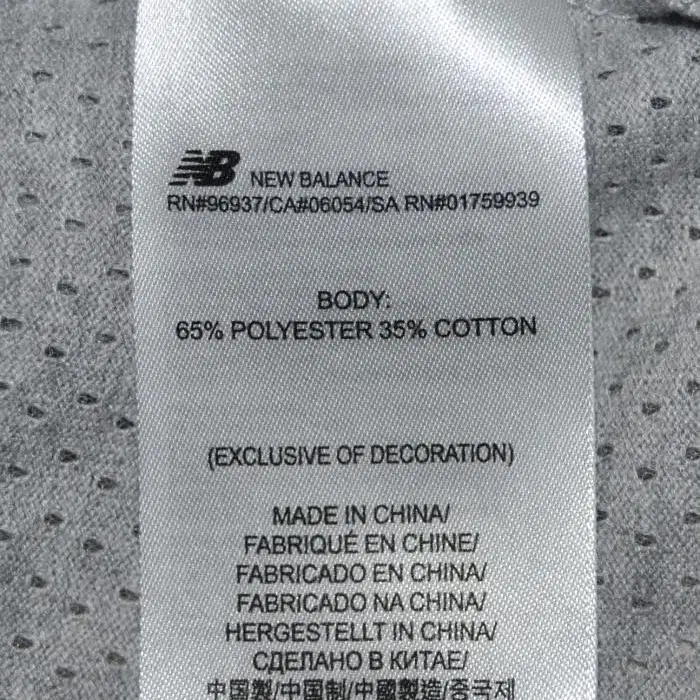 NB NEW BALANCE
RN#96937/CA#06054/SA RN#01759939
BODY:
65% POLYESTER 35% COTTON
(EXCLUSIVE OF DECORATION)
MADE IN CHINA/
FABRIQUÉ EN CHINE/
FABRICADO EN CHINA/
FABRICADO NA CHINA/
HERGESTELLT IN CHINA/
СДЕЛАНО В КИТАЕ/
中国製/中国制/中國製造/중국제